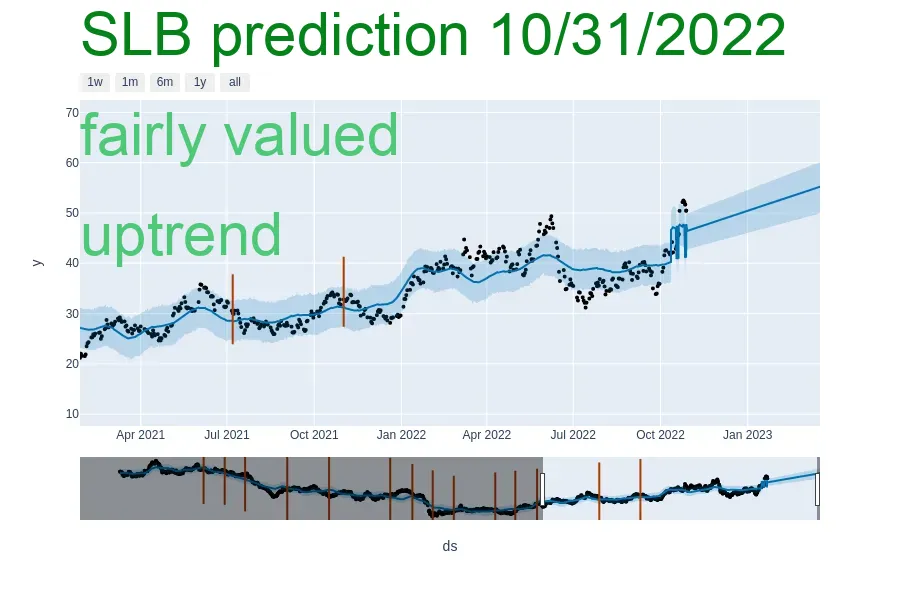 SLB prediction 10/31/2022
1w 1m 6m 1y all
70
fairly valued
60
50
uptrend
40
y
30
20
10
Apr 2021 Jul 2021 Oct 2021 Jan 2022 Apr 2022 Jul 2022 Oct 2022 Jan 2023
ds